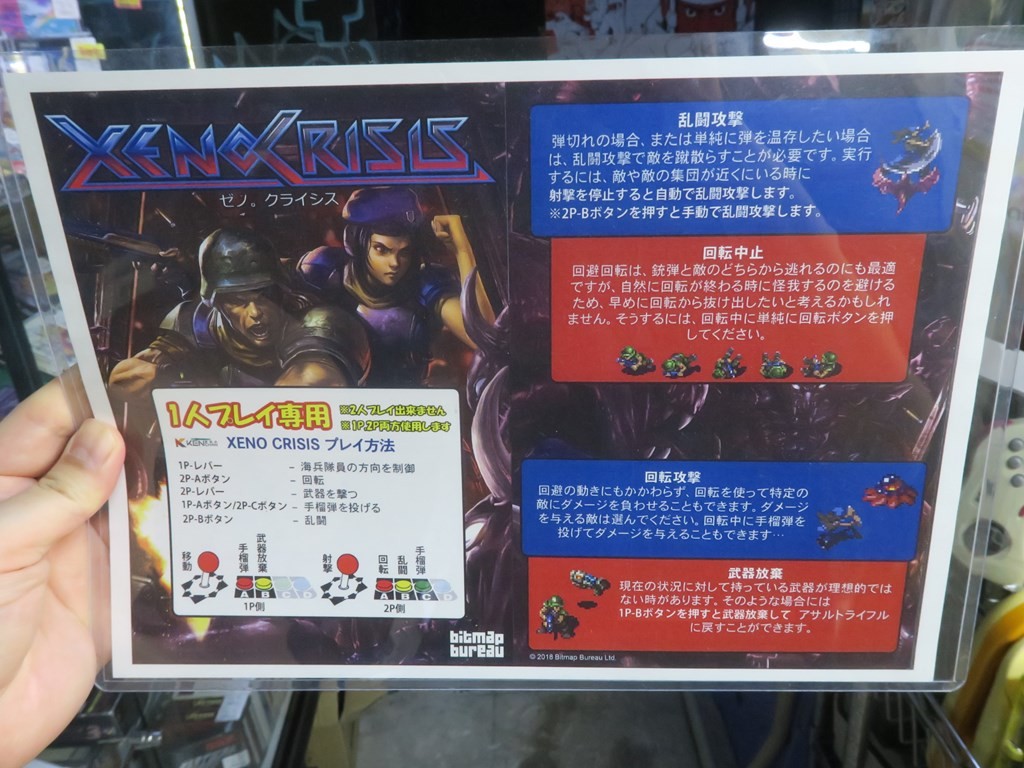 XENOCRISIS
ゼノ。クライシス
1人プレイ専用
※2人プレイ出来ません
※1P-2P両方使用します
XENO CRISIS プレイ方法
1P-レバー – 海兵隊員の方向を制御
2P-Aボタン – 回転
2P-レバー – 武器を撃つ
1P-Aボタン/2P-Cボタン – 手榴弾を投げる
2P-Bボタン – 乱闘
移動
手榴弾
武器放棄
A B C D
1P側
射撃
回転
乱闘
手榴弾
A B C D
2P側
bitmap
bureau
乱闘攻撃
弾切れの場合、または単純に弾を温存したい場合
は、乱闘攻撃で敵を蹴散らすことが必要です。実行
するには、敵や敵の集団が近くにいる時に
射撃を停止すると自動で乱闘攻撃します。
※2P-Bボタンを押すと手動で乱闘攻撃します。
回転中止
回避回転は、銃弾と敵のどちらから逃れるのにも最適
ですが、自然に回転が終わる時に怪我するのを避ける
ため、早めに回転から抜け出したいと考えるかもしれ
ません。そうするには、回転中に単純に回転ボタンを押
してください。
回転攻撃
回避の動きにもかかわらず、回転を使って特定の
敵にダメージを負わせることもできます。ダメージ
を与える敵は選んでください。回転中に手榴弾を
投げてダメージを与えることもできます…
武器放棄
現在の状況に対して持っている武器が理想的では
ない時があります。そのような場合には
1P-Bボタンを押すと武器放棄して アサルトライフル
に戻すことができます。
© 2018 Bitmap Bureau Ltd.